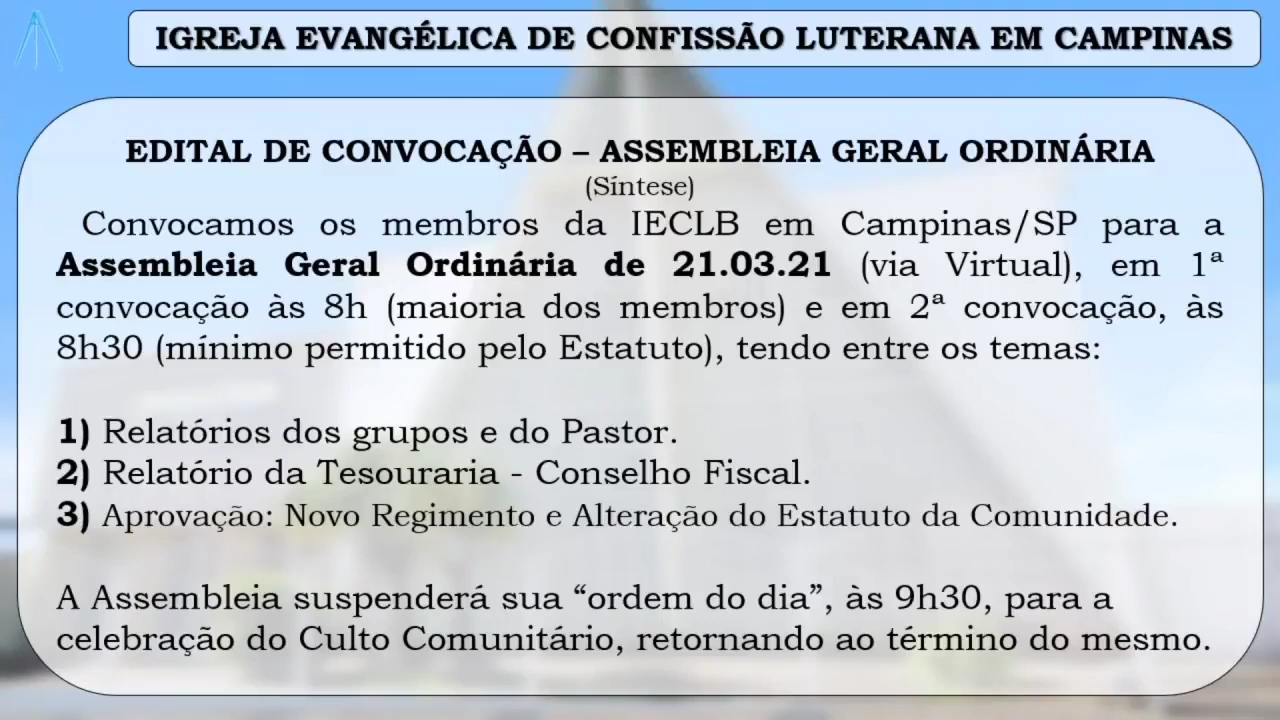 IGREJA EVANGÉLICA DE CONFISSÃO LUTERANA EM CAMPINAS
EDITAL DE CONVOCAÇÃO – ASSEMBLEIA GERAL ORDINÁRIA
(Síntese)
Convocamos os membros da IECLB em Campinas/SP para a
Assembleia Geral Ordinária de 21.03.21 (via Virtual), em 1ª
convocação às 8h (maioria dos membros) e em 2ª convocação, às
8h30 (mínimo permitido pelo Estatuto), tendo entre os temas:
1) Relatórios dos grupos e do Pastor.
2) Relatório da Tesouraria - Conselho Fiscal.
3) Aprovação: Novo Regimento e Alteração do Estatuto da Comunidade.
A Assembleia suspenderá sua “ordem do dia”, às 9h30, para a
celebração do Culto Comunitário, retornando ao término do mesmo.